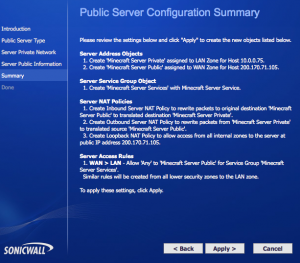 Public Server Configuration Summary
Introduction
Public Server Type
Server Private Network
Server Public Information
Summary
Done
Please review the settings below and click "Apply" to create the new objects listed below.
Server Address Objects
1. Create 'Minecraft Server Private' assigned to LAN Zone for Host 10.0.0.75.
2. Create 'Minecraft Server Public' assigned to WAN Zone for Host 200.170.71.105.
Server Service Group Object
1. Create 'Minecraft Server Services' with Minecraft Server Service.
Server NAT Policies
1. Create Inbound Server NAT Policy to rewrite packets to original destination 'Minecraft
Server Public' to translated destination 'Minecraft Server Private'.
2. Create Outbound Server NAT Policy to rewrite packets from 'Minecraft Server Private' to
translated source 'Minecraft Server Public'.
3. Create Loopback NAT Policy to allow access from all internal zones to the server at
public IP address 200.170.71.105.
Server Access Rules
1. WAN > LAN - Allow 'Any' to 'Minecraft Server Public' for Service Group 'Minecraft
Server Services'.
Similar rules will be created from all lower security zones to the LAN zone.
To apply these settings, click Apply.
SONICWALL
< Back
Apply >
Cancel